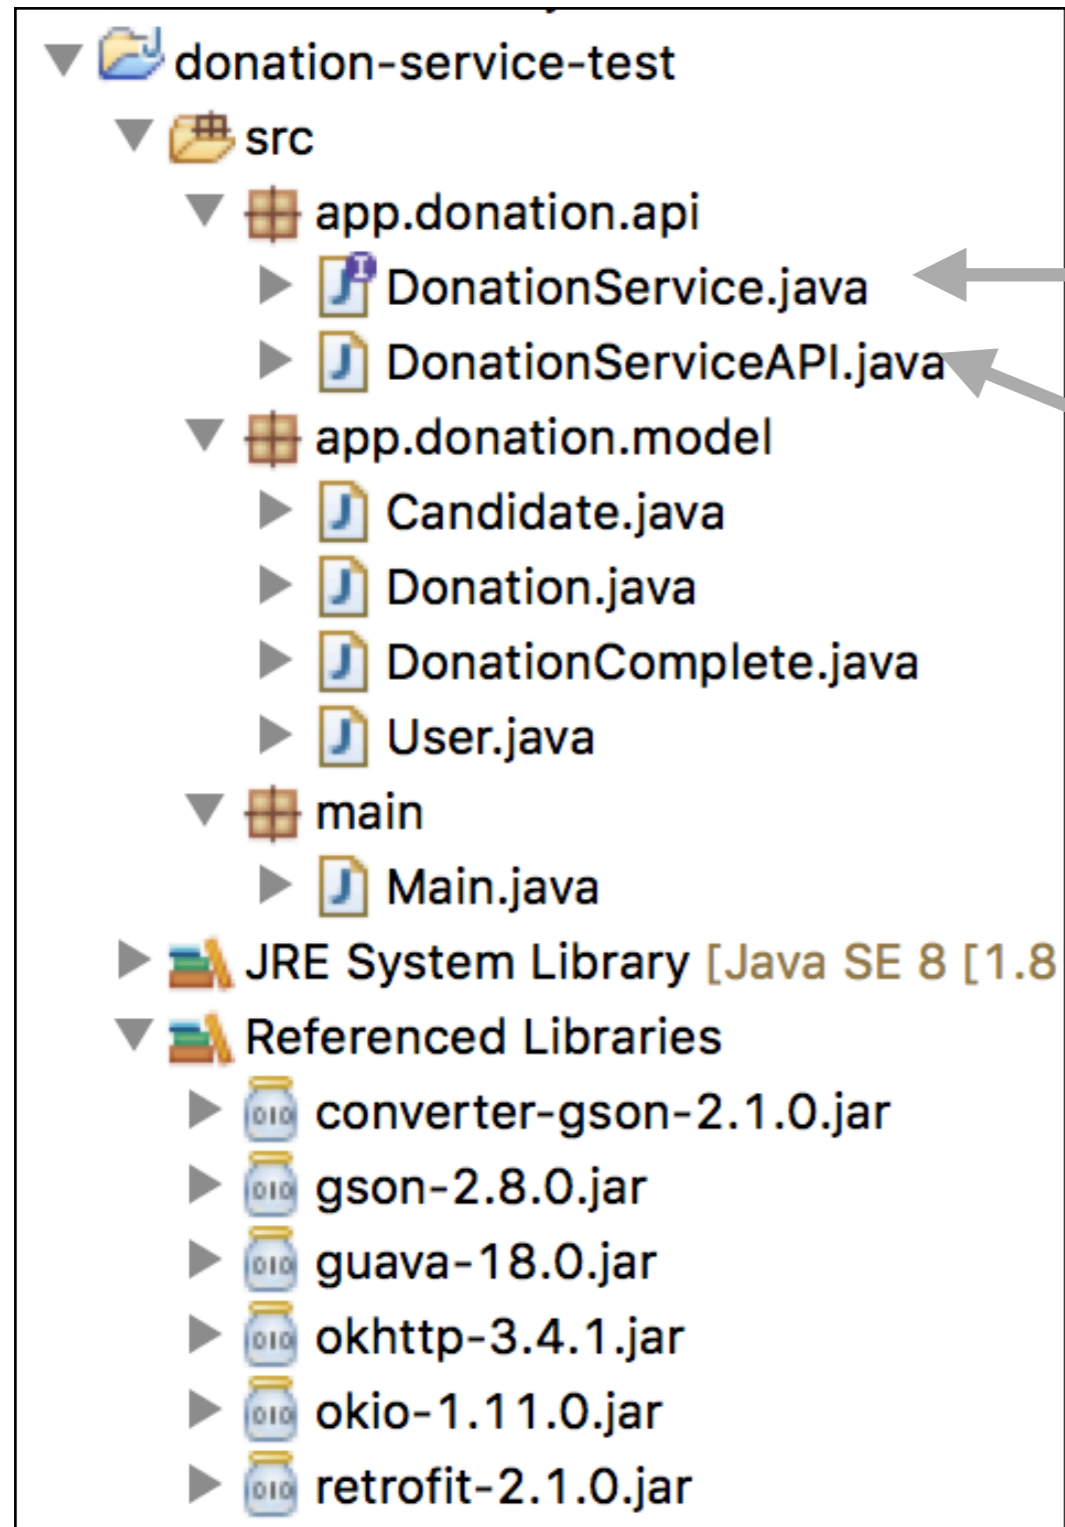 donation-service-test
src
app.donation.api
DonationService.java
DonationServiceAPI.java
app.donation.model
Candidate.java
Donation.java
DonationComplete.java
User.java
main
Main.java
JRE System Library [Java SE 8 [1.8
Referenced Libraries
converter-gson-2.1.0.jar
gson-2.8.0.jar
guava-18.0.jar
okhttp-3.4.1.jar
okio-1.11.0.jar
retrofit-2.1.0.jar